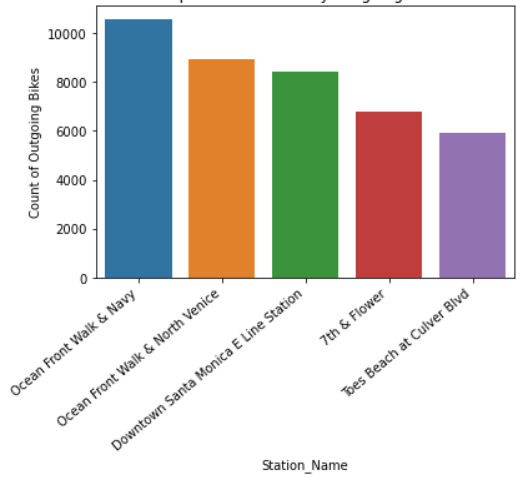 10000
8000
6000
4000
2000
0
Count of Outgoing Bikes
Ocean Front Walk & Navy
Ocean Front Walk & North Venice
Downtown Santa Monica E Line Station
7th & Flower
Toes Beach at Culver Blvd
Station_Name